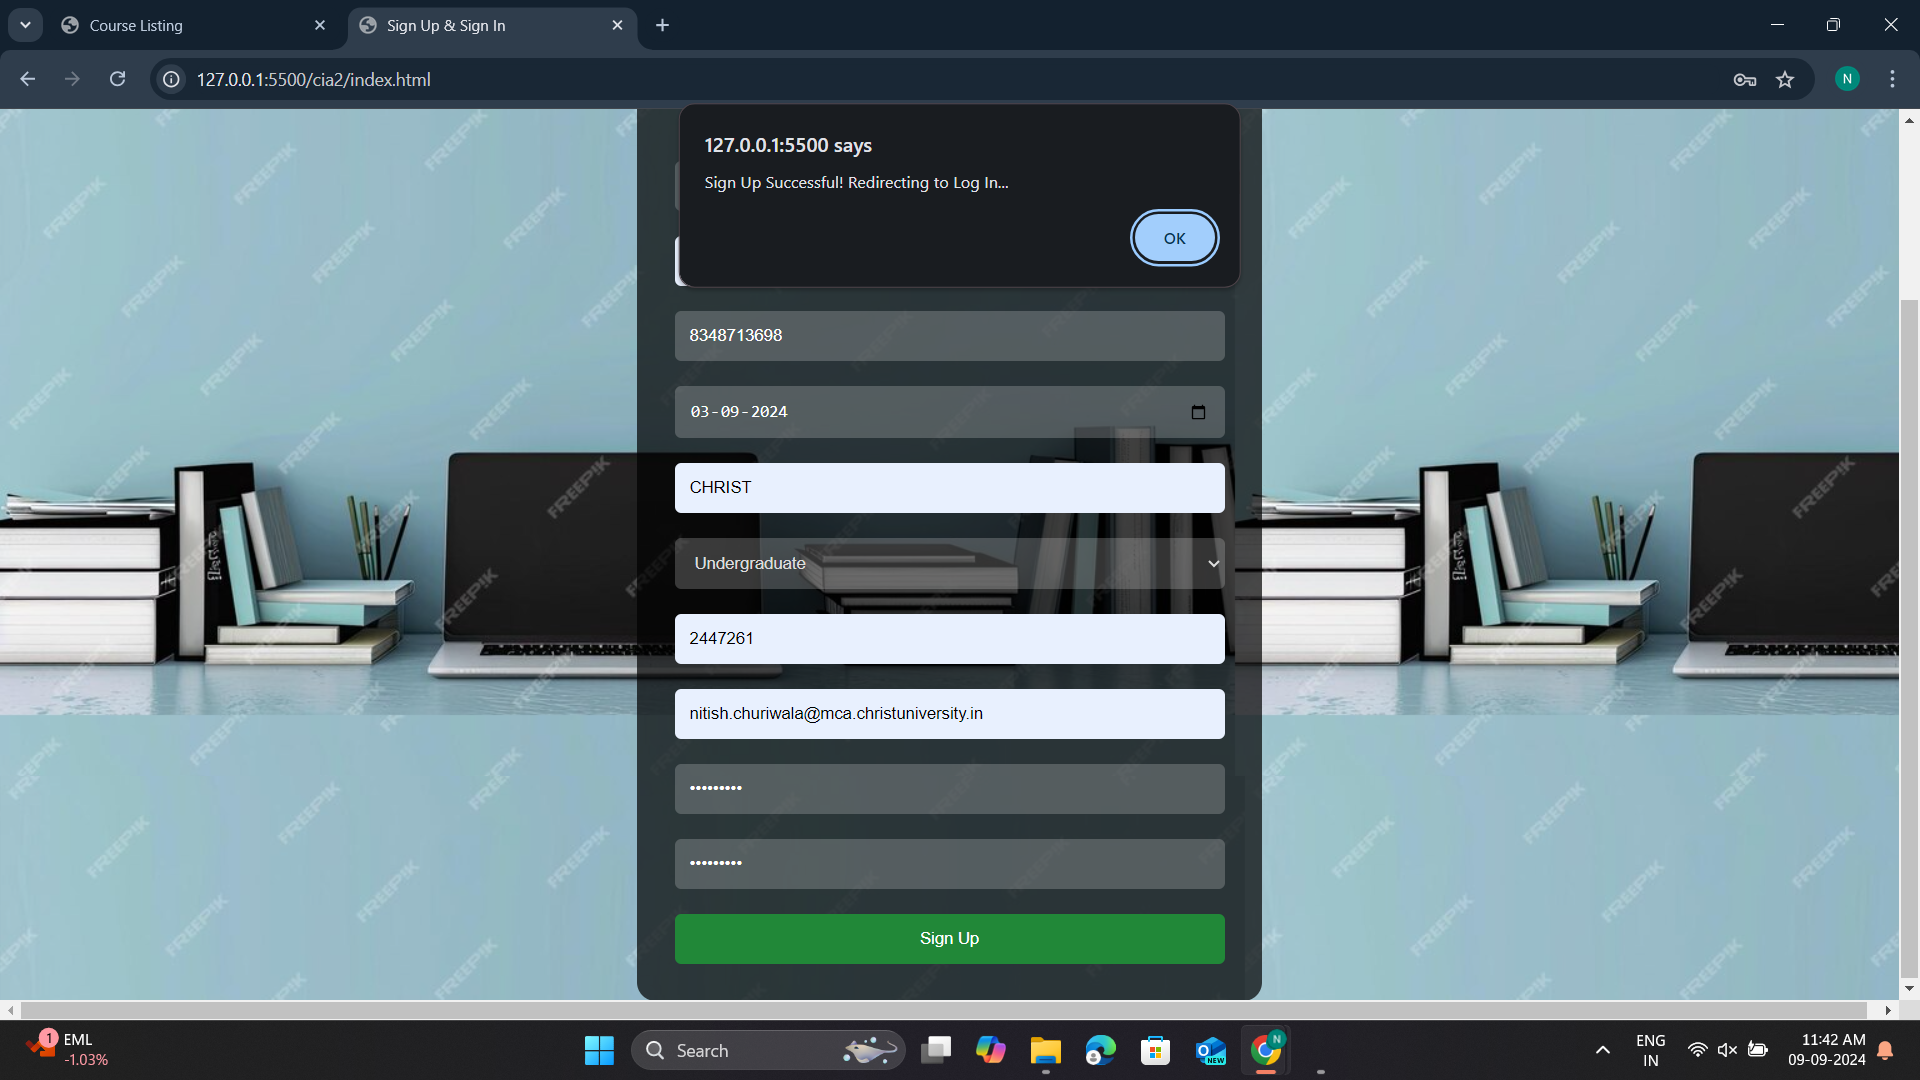 Course Listing
Sign Up & Sign In
127.0.0.1:5500/cia2/index.html
N
127.0.0.1:5500 says
Sign Up Successful! Redirecting to Log In...
OK
8348713698
03-09-2024
CHRIST
Undergraduate
2447261
nitish.churiwala@mca.christuniversity.in
•••••••••
•••••••••
Sign Up
FREEPIK
1
EML
-1.03%
Search
NEW
N
ENG
IN
11:42 AM
09-09-2024